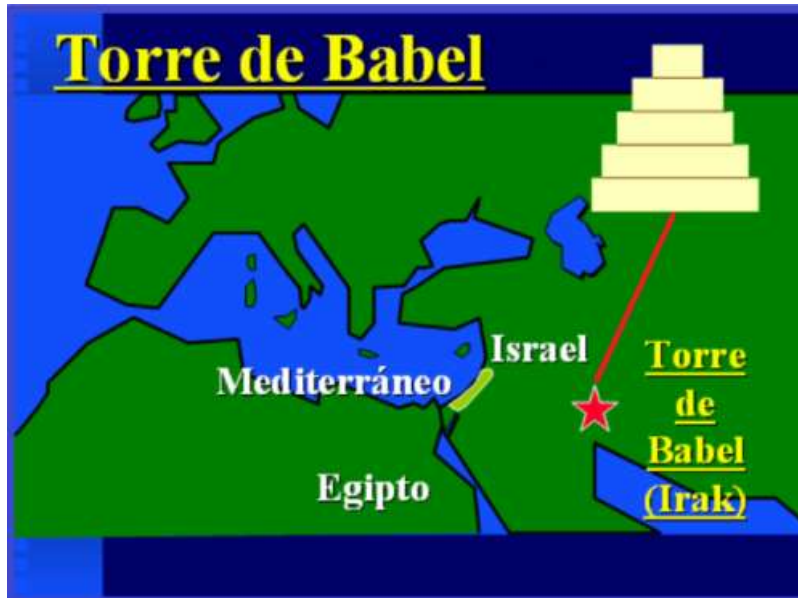 Torre de Babel
Israel
Mediterráneo
Egipto
Torre
de
Babel
(Irak)